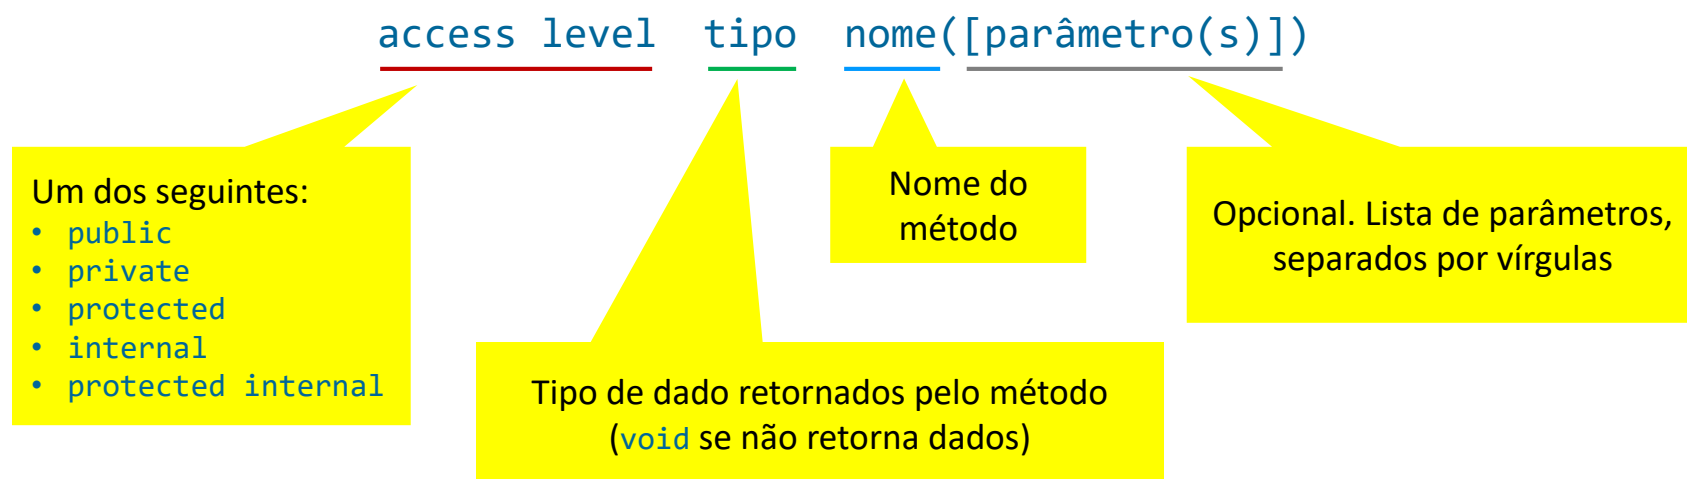 access level tipo nome([parâmetro(s)])
Um dos seguintes:
• public
• private
• protected
• internal
• protected internal
Tipo de dado retornados pelo método
(void se não retorna dados)
Nome do
método
Opcional. Lista de parâmetros,
separados por vírgulas